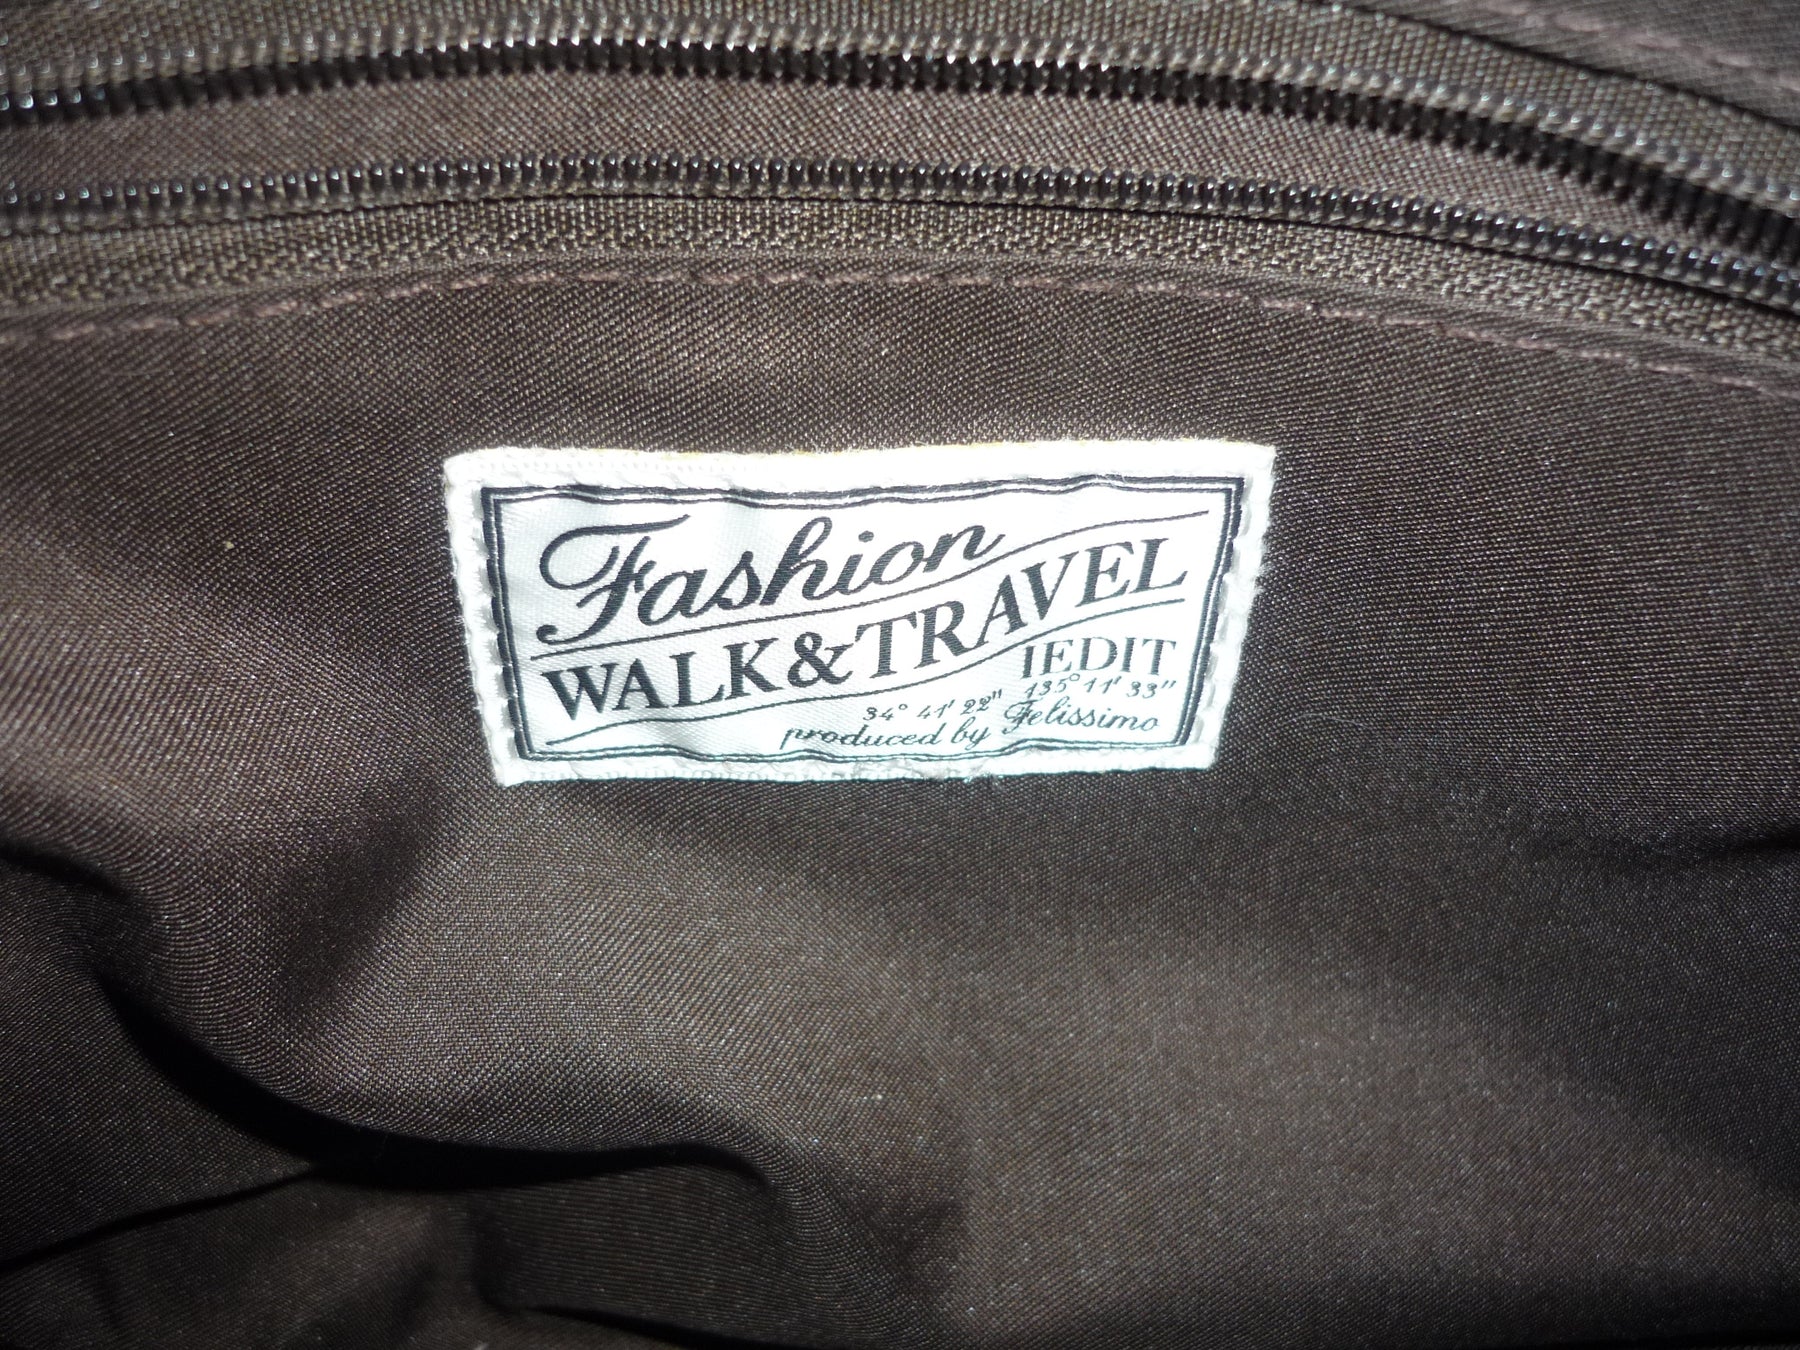 Fashion
WALK&TRAVEL
IEDIT
34° 41' 22" 135° 11' 33"
produced by Felissimo